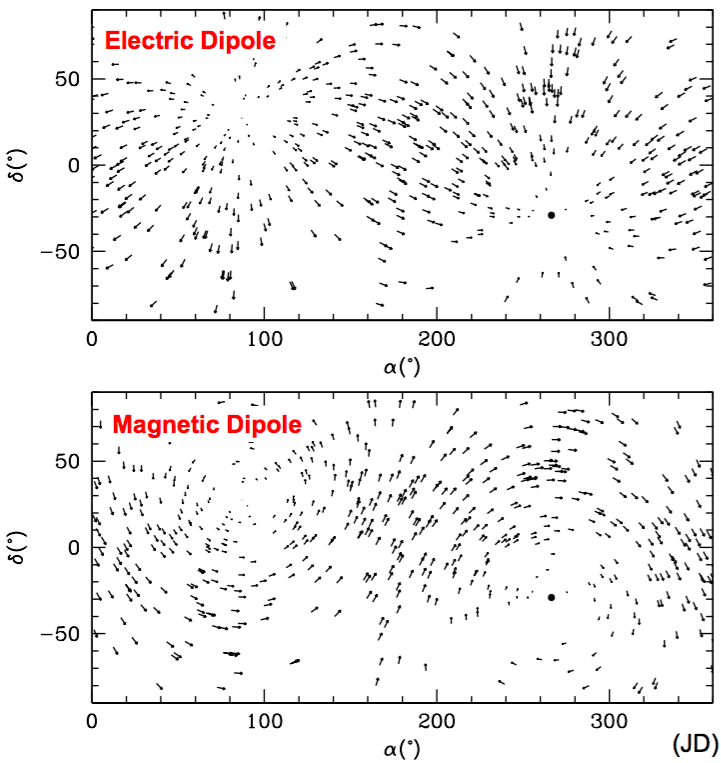 Electric Dipole
50
0
−50
δ(°)
0
100
200
300
α(°)
Magnetic Dipole
50
0
−50
δ(°)
0
100
200
300
α(°)
(JD)